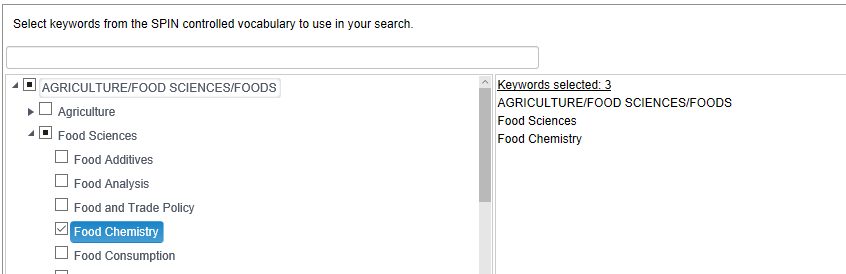 Select keywords from the SPIN controlled vocabulary to use in your search.
AGRICULTURE/FOOD SCIENCES/FOODS
Agriculture
Food Sciences
Food Additives
Food Analysis
Food and Trade Policy
Food Chemistry
Food Consumption
Keywords selected: 3
AGRICULTURE/FOOD SCIENCES/FOODS
Food Sciences
Food Chemistry